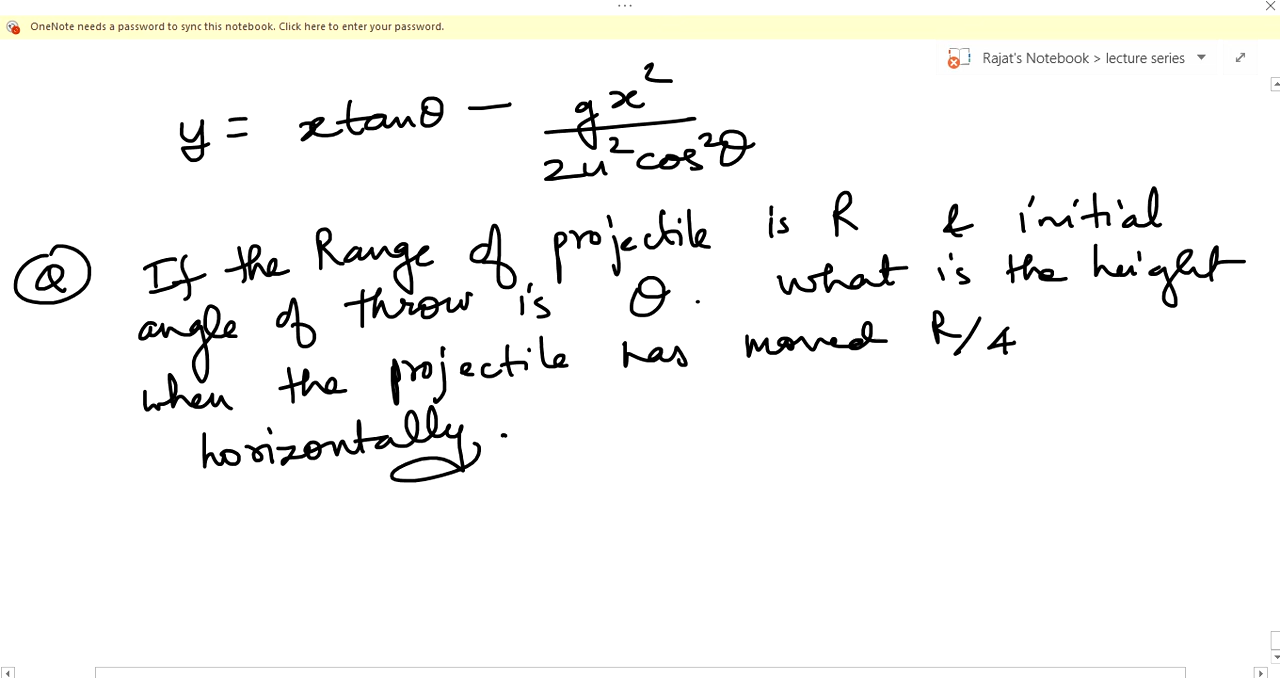 ...
OneNote needs a password to sync this notebook. Click here to enter your password.
Rajat's Notebook > lecture series
y = x tanθ − gx² / 2u² cos²θ
Q If the Range of projectile is R & initial
angle of throw is θ. what is the height
when the projectile has moved R/4
horizontally.